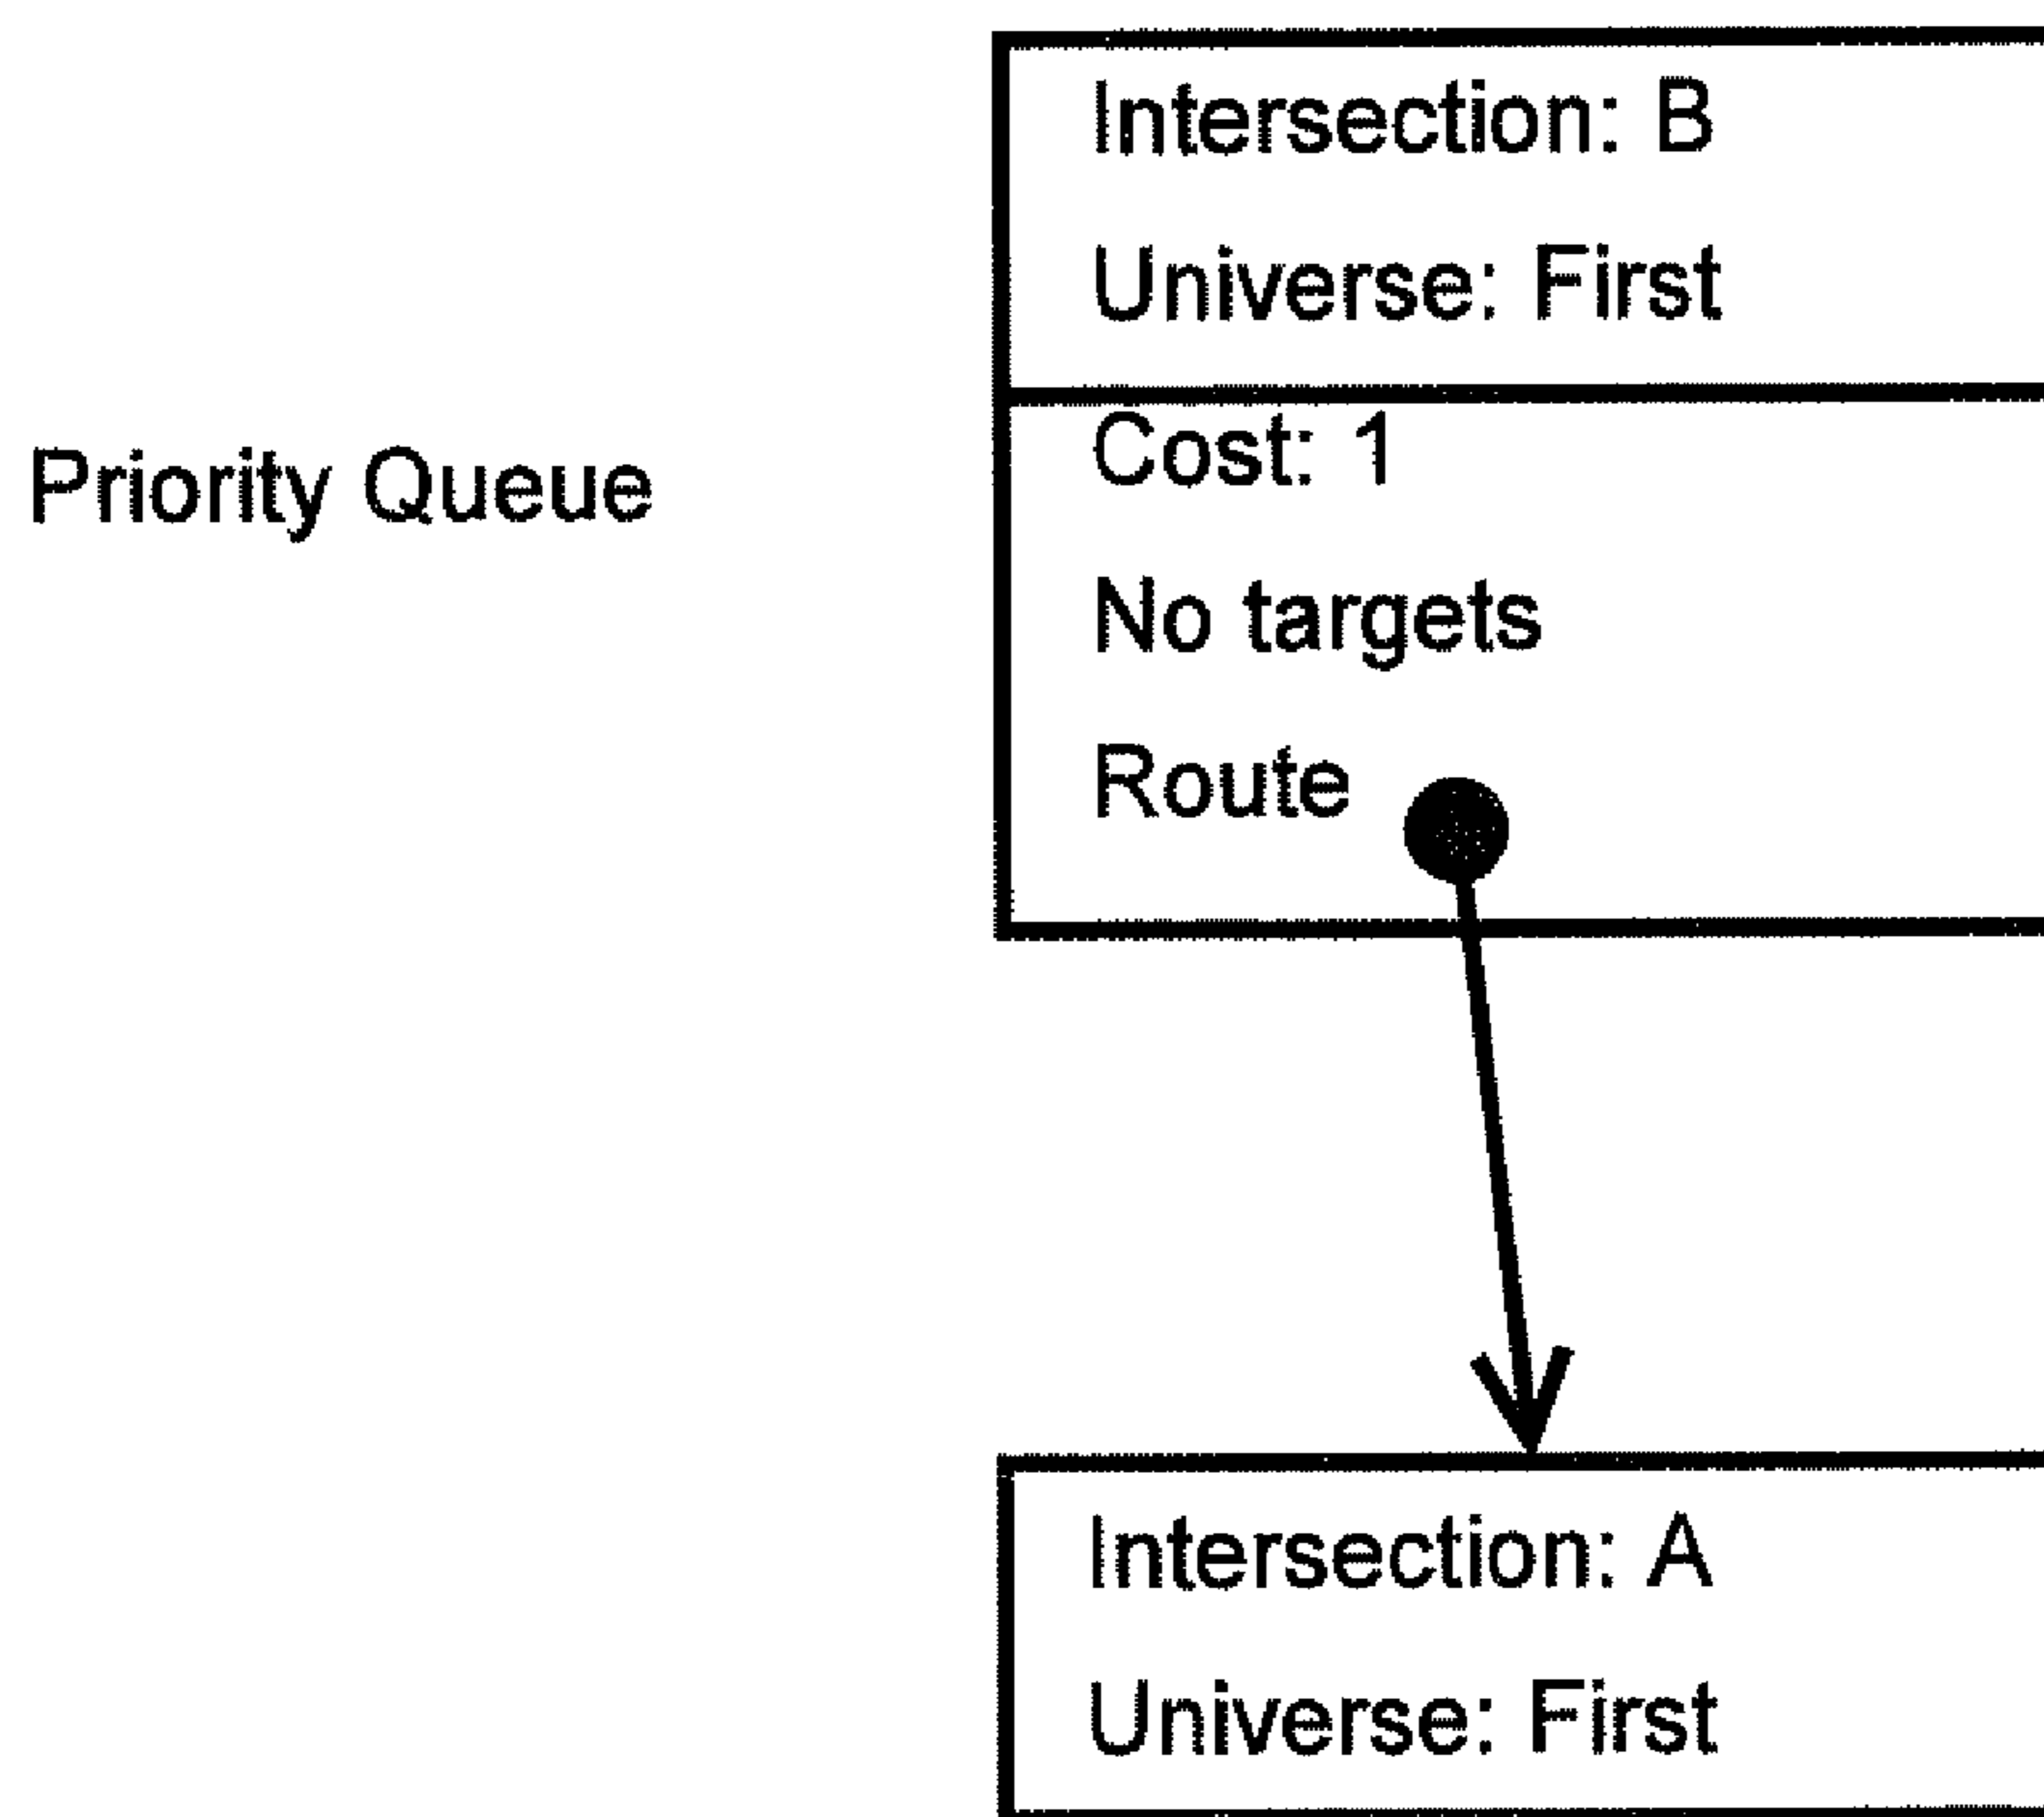 Intersection: B
Universe: First
Priority Queue
Cost: 1
No targets
Route
Intersection: A
Universe: First